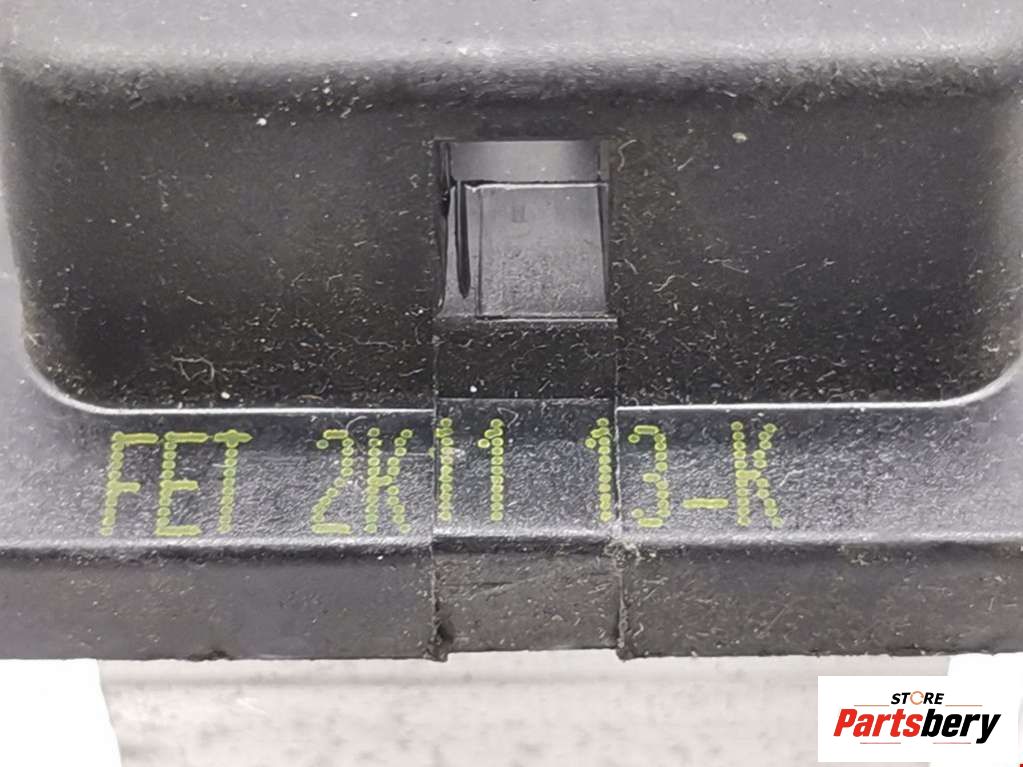 FET 2K11 13-K
STORE
Partsbery